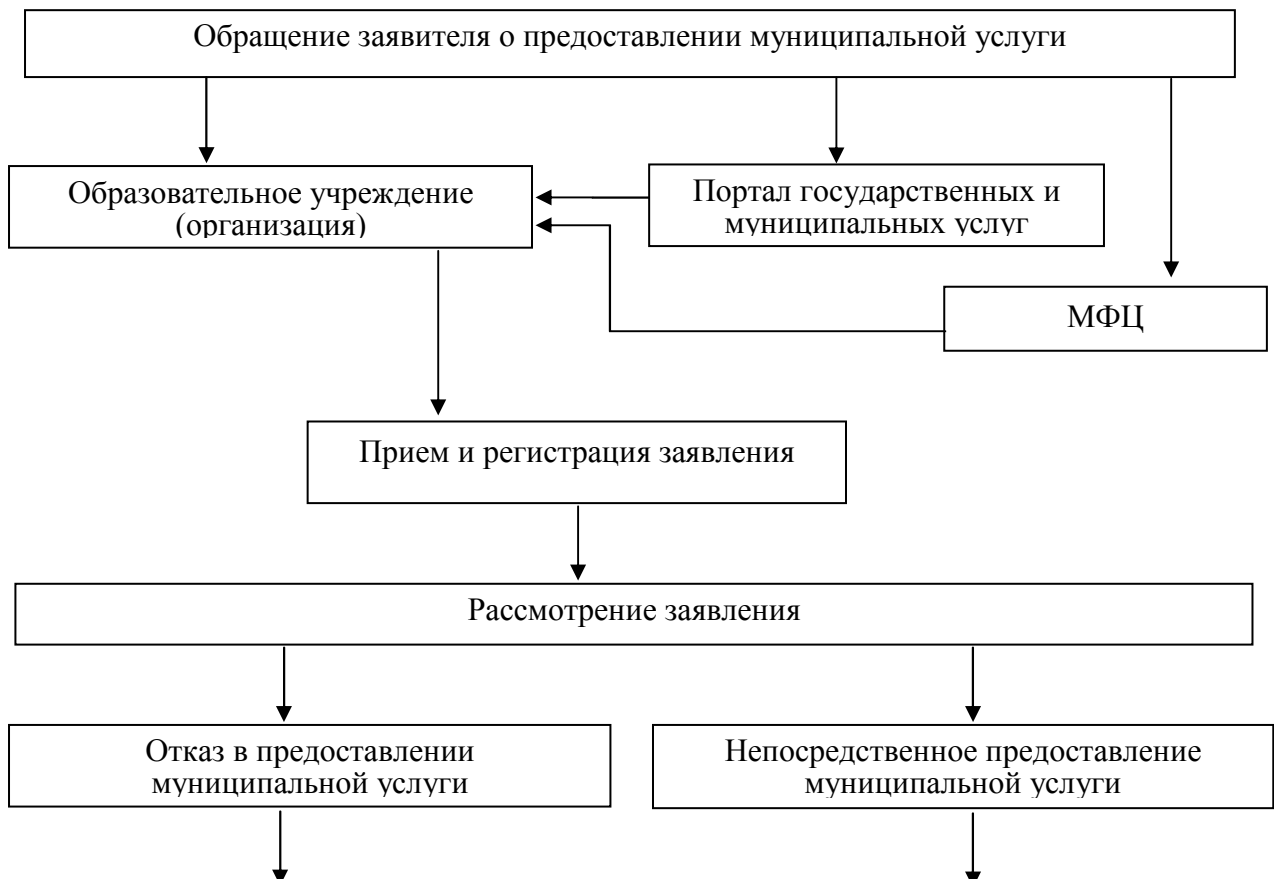 Обращение заявителя о предоставлении муниципальной услуги
Образовательное учреждение
(организация)
Портал государственных и
муниципальных услуг
МФЦ
Прием и регистрация заявления
Рассмотрение заявления
Отказ в предоставлении
муниципальной услуги
Непосредственное предоставление
муниципальной услуги